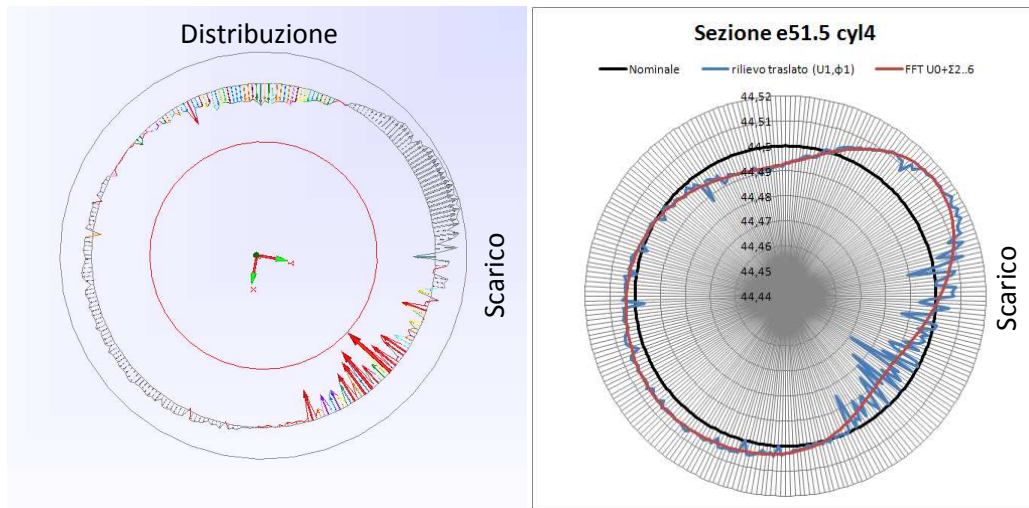 Distribuzione
Scarico
Y
X
Sezione e51.5 cyl4
Nominale
rilievo traslato (U1,ϕ1)
FFT U0+Σ2..6
44,52
44,51
44,5
44,49
44,48
44,47
44,46
44,45
44,44
Scarico